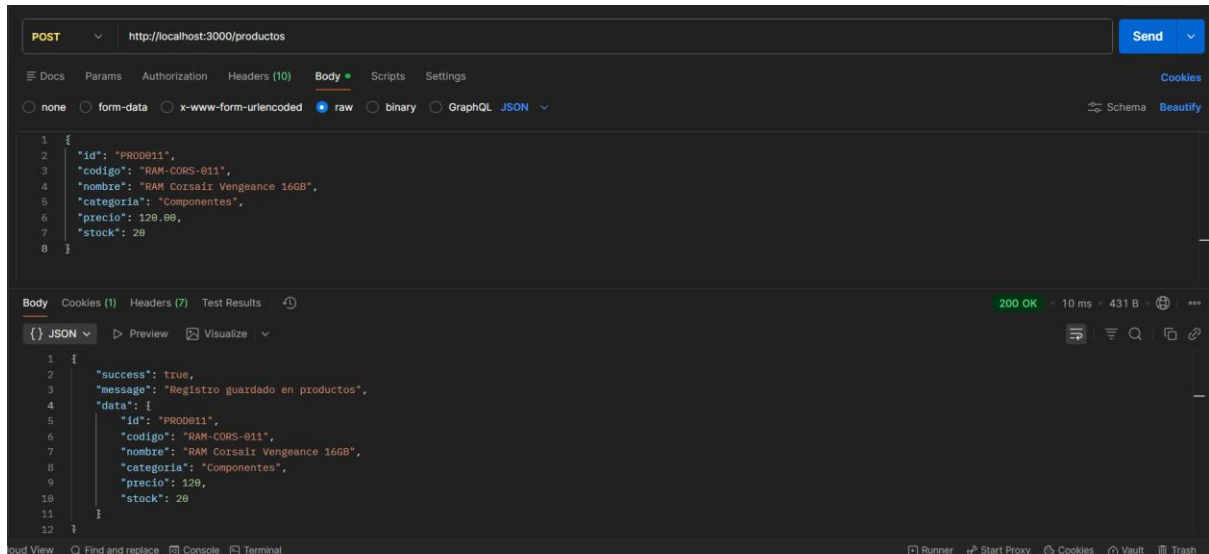 POST http://localhost:3000/productos Send
Docs Params Authorization Headers (10) Body Scripts Settings Cookies
none form-data x-www-form-urlencoded raw binary GraphQL JSON Schema Beautify
1 {
2 "id": "PROD011",
3 "codigo": "RAM-CORS-011",
4 "nombre": "RAM Corsair Vengeance 16GB",
5 "categoria": "Componentes",
6 "precio": 120.00,
7 "stock": 20
8 }
Body Cookies (1) Headers (7) Test Results 200 OK 10 ms 431 B
{} JSON Preview Visualize
1 {
2 "success": true,
3 "message": "Registro guardado en productos",
4 "data": {
5 "id": "PROD011",
6 "codigo": "RAM-CORS-011",
7 "nombre": "RAM Corsair Vengeance 16GB",
8 "categoria": "Componentes",
9 "precio": 120,
10 "stock": 20
11 }
12 }
loud View Find and replace Console Terminal Runner Start Proxy Cookies Vault Trash